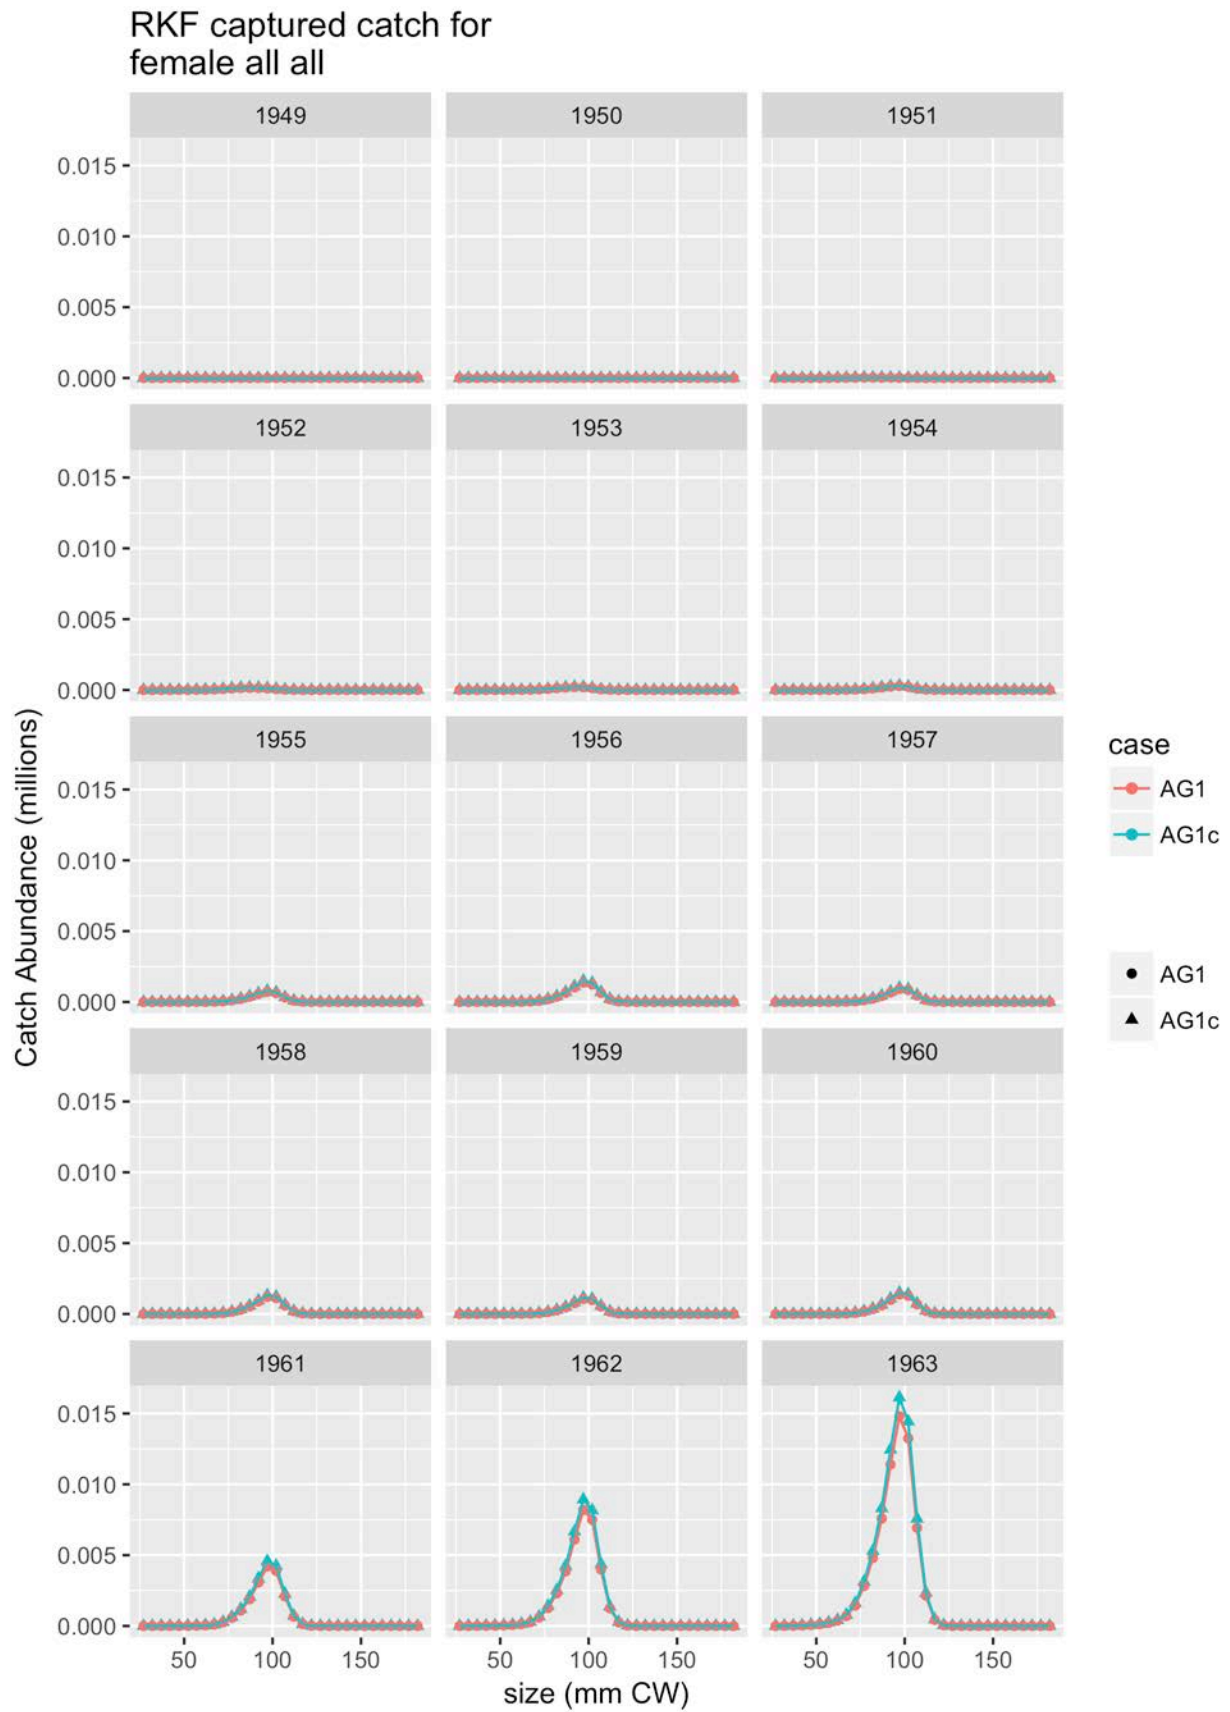 RKF captured catch for
female all all
1949 1950 1951
0.015
0.010
0.005
0.000
1952 1953 1954
0.015
0.010
0.005
0.000
1955 1956 1957
0.015
0.010
0.005
0.000
1958 1959 1960
0.015
0.010
0.005
0.000
1961 1962 1963
0.015
0.010
0.005
0.000
50 100 150 50 100 150 50 100 150
size (mm CW)
Catch Abundance (millions)
case
AG1
AG1c
AG1
AG1c